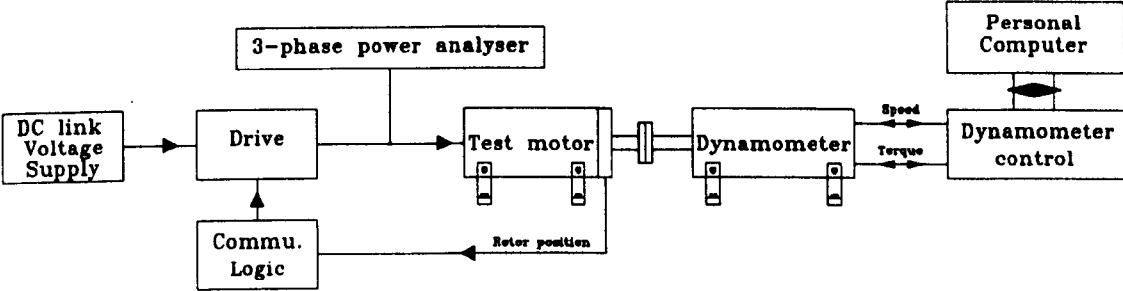 3-phase power analyser
Personal
Computer
DC link
Voltage
Supply
Drive
Test motor
Dynamometer
Speed
Torque
Dynamometer
control
Commu.
Logic
Rotor position